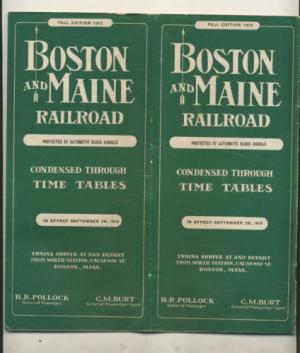 FALL EDITION 1913
BOSTON
AND MAINE
RAILROAD
PROTECTED BY AUTOMATIC BLOCK SIGNALS
CONDENSED THROUGH
TIME TABLES
IN EFFECT SEPTEMBER 28, 1913
TRAINS ARRIVE AT AND DEPART
FROM NORTH STATION, CAUSEWAY ST.
BOSTON, MASS.
B.R. POLLOCK
General Manager
C.M. BURT
General Passenger Agent
FALL EDITION 1913
BOSTON
AND MAINE
RAILROAD
PROTECTED BY AUTOMATIC BLOCK SIGNALS
CONDENSED THROUGH
TIME TABLES
IN EFFECT SEPTEMBER 28, 1913
TRAINS ARRIVE AT AND DEPART
FROM NORTH STATION, CAUSEWAY ST.
BOSTON, MASS.
B.R. POLLOCK
General Manager
C.M. BURT
General Passenger Agent